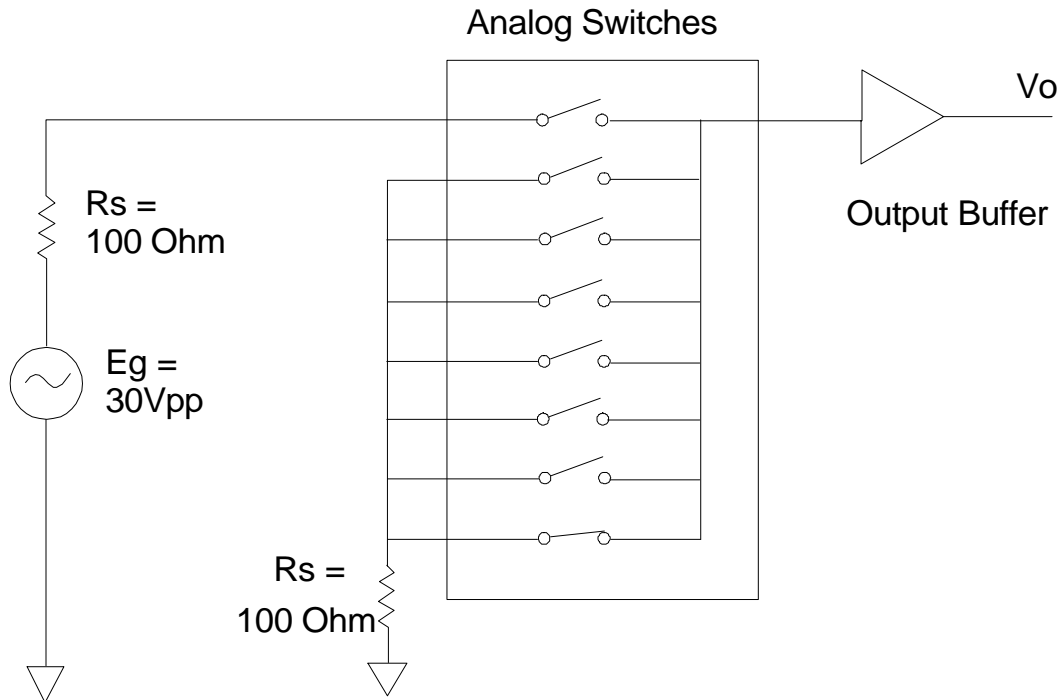 Analog Switches
Vo
Rs =
100 Ohm
Output Buffer
Eg =
30Vpp
Rs =
100 Ohm